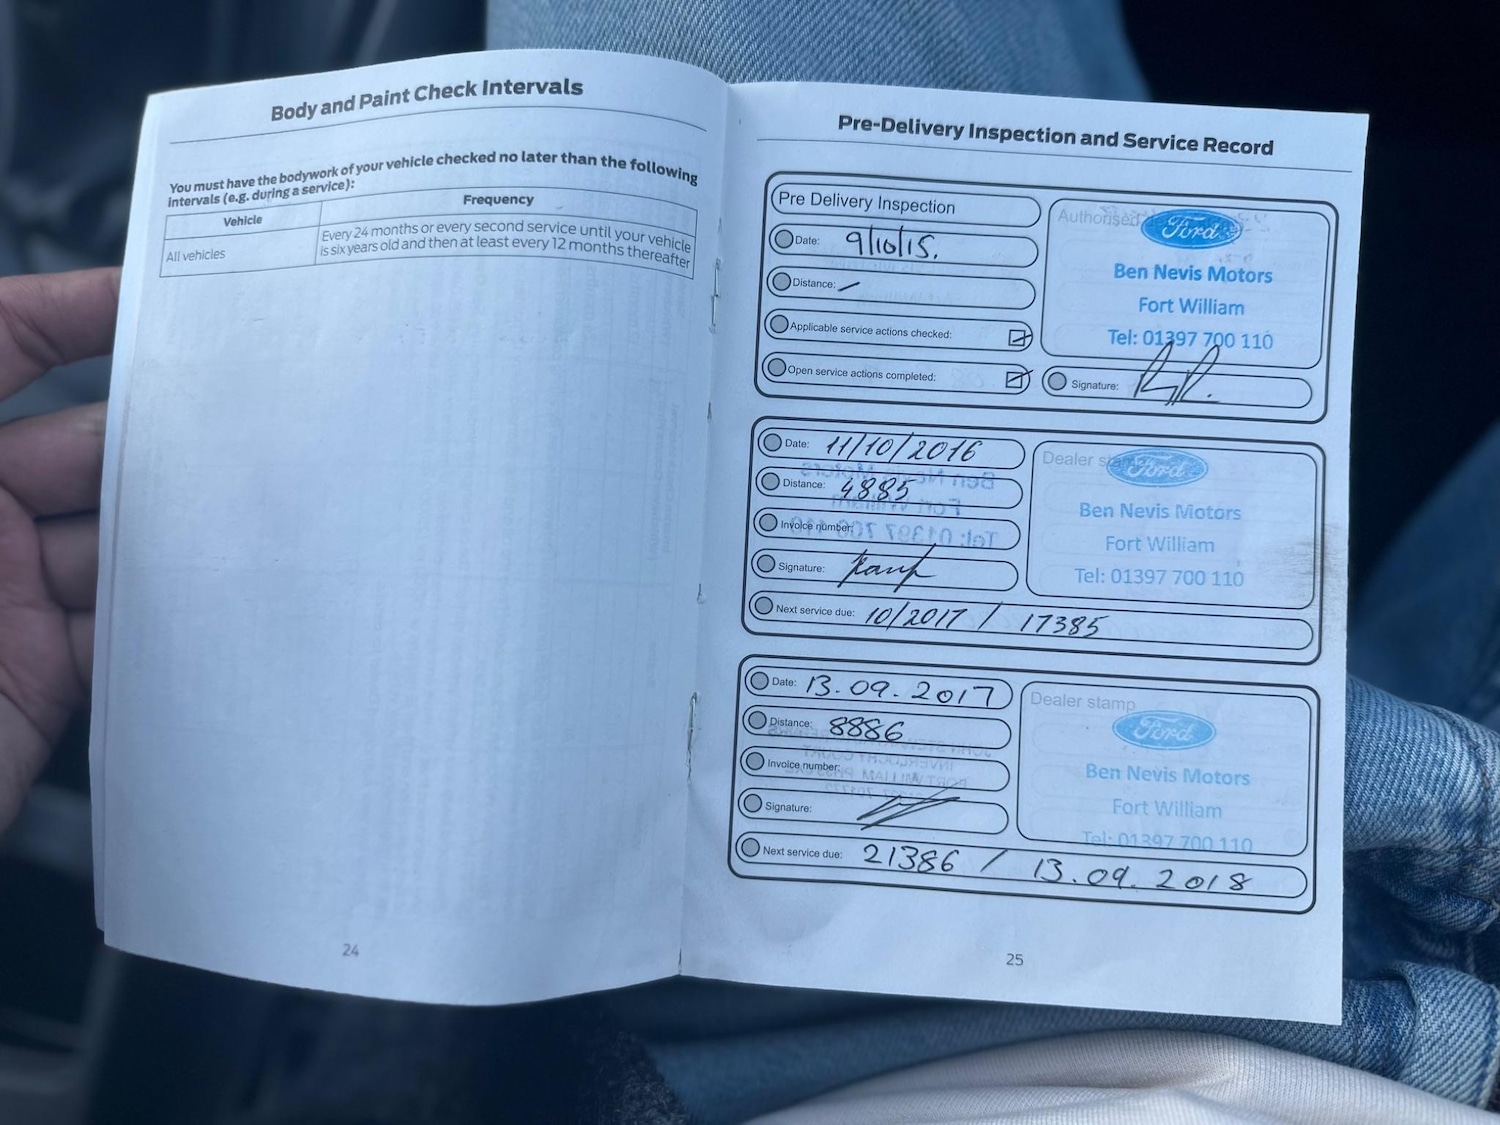 Body and Paint Check Intervals
You must have the bodywork of your vehicle checked no later than the following
intervals (e.g. during a service):
Vehicle
Frequency
All vehicles
Every 24 months or every second service until your vehicle
is six years old and then at least every 12 months thereafter
24
Pre-Delivery Inspection and Service Record
Pre Delivery Inspection
Date: 9/10/15.
Distance: –
Applicable service actions checked:
Open service actions completed:
Authorised
Ford
Ben Nevis Motors
Fort William
Tel: 01397 700 110
Signature:
Date: 11/10/2016
Distance: 4885
Invoice number:
Signature:
Next service due: 10/2017 / 17385
Dealer stamp
Ford
Ben Nevis Motors
Fort William
Tel: 01397 700 110
Date: 13.09.2017
Distance: 8886
Invoice number:
Signature:
Next service due: 21386 / 13.09.2018
Dealer stamp
Ford
Ben Nevis Motors
Fort William
Tel: 01397 700 110
25